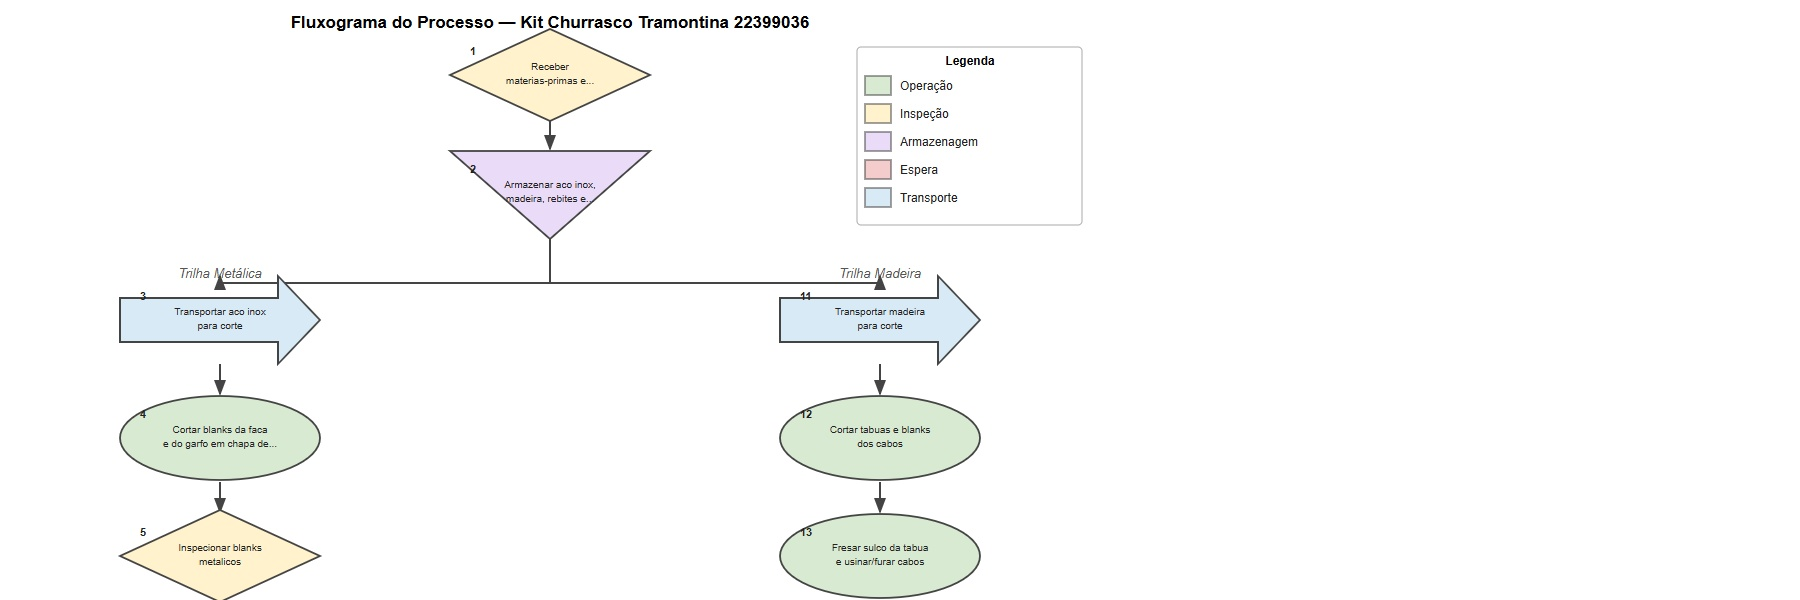 Fluxograma do Processo — Kit Churrasco Tramontina 22399036
1
Receber
materias-primas e...
Legenda
Operação
Inspeção
Armazenagem
Espera
Transporte
2
Armazenar aco inox,
madeira, rebites e...
Trilha Metálica
Trilha Madeira
3
Transportar aco inox
para corte
11
Transportar madeira
para corte
4
Cortar blanks da faca
e do garfo em chapa de...
12
Cortar tabuas e blanks
dos cabos
5
Inspecionar blanks
metalicos
13
Fresar sulco da tabua
e usinar/furar cabos